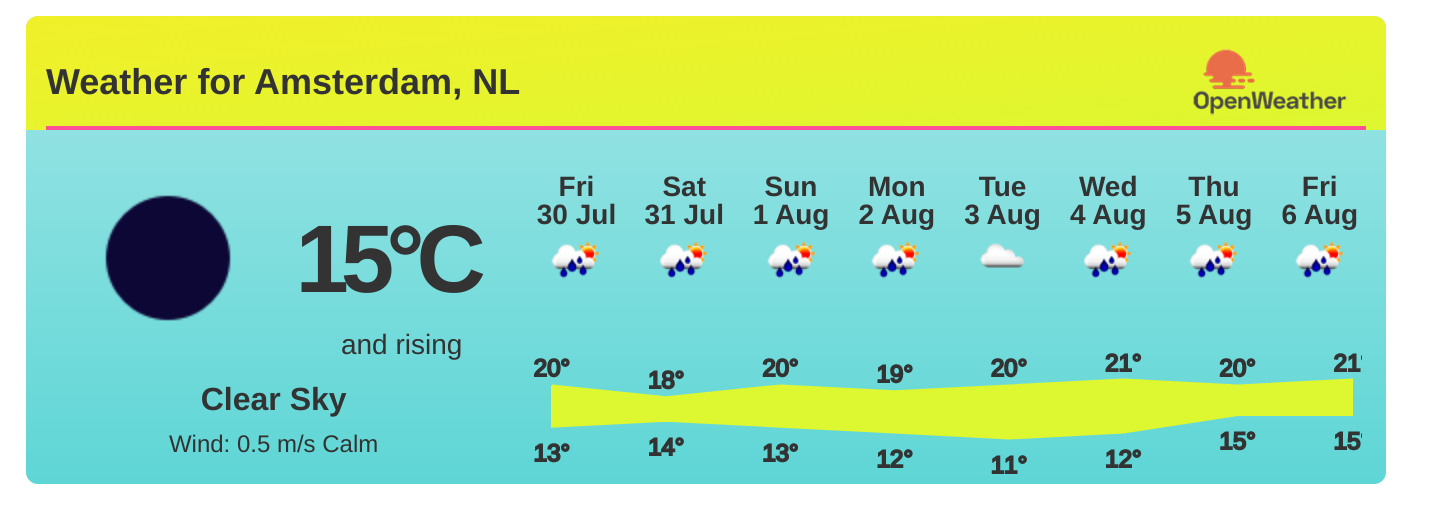 Weather for Amsterdam, NL
OpenWeather
15°C
and rising
Clear Sky
Wind: 0.5 m/s Calm
Fri Sat Sun Mon Tue Wed Thu Fri
30 Jul 31 Jul 1 Aug 2 Aug 3 Aug 4 Aug 5 Aug 6 Aug
20° 18° 20° 19° 20° 21° 20° 21°
13° 14° 13° 12° 11° 12° 15° 15°